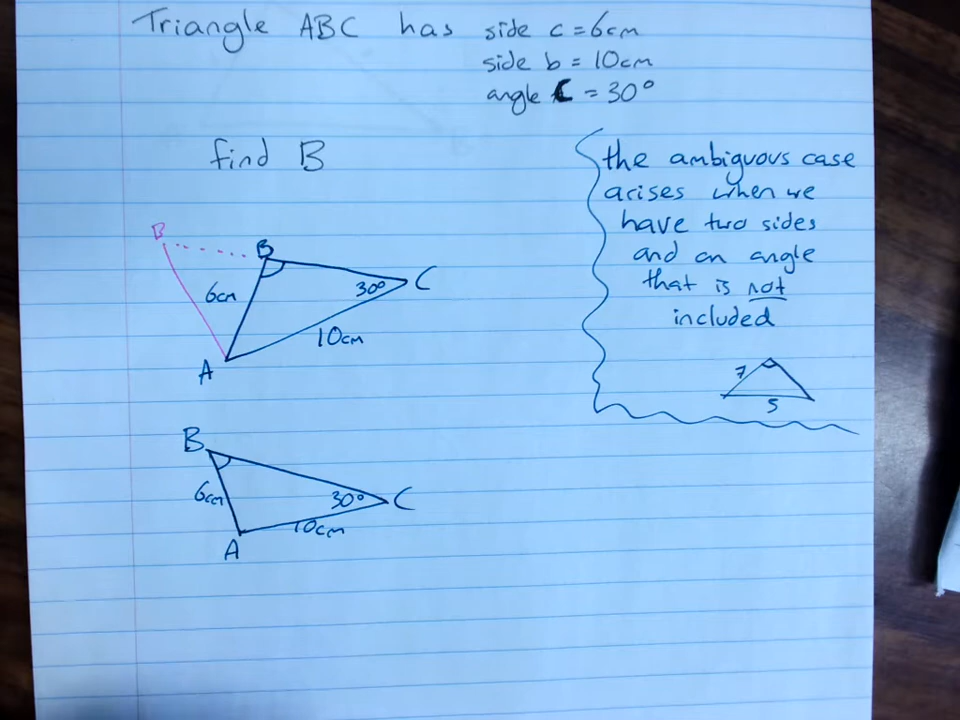 Triangle ABC has side c = 6cm
side b = 10cm
angle C = 30°
find B
the ambiguous case
arises when we
have two sides
and an angle
that is not
included
B
B
C
6cm
30°
10cm
A
7
5
B
6cm
30°
C
10cm
A